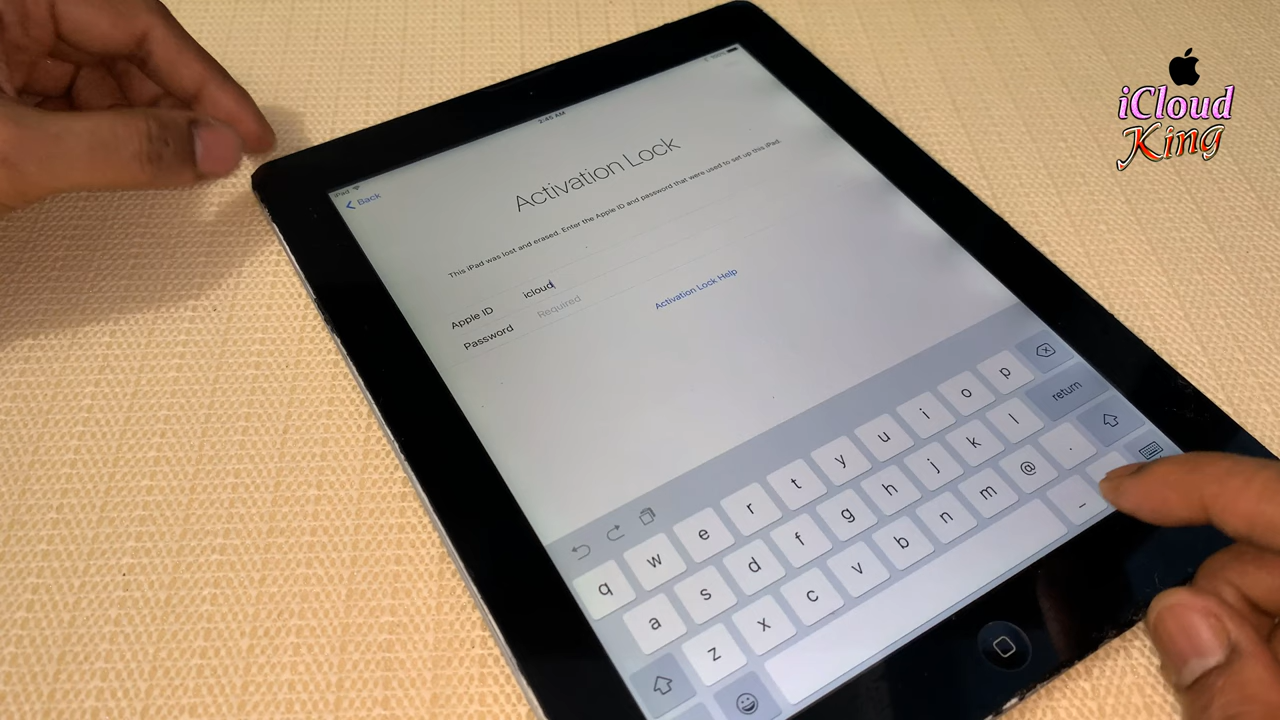 iCloud
King
iPad
2:45 AM
Back
Activation Lock
This iPad was lost and erased. Enter the Apple ID and password that were used to set up this iPad.
Apple ID icloud
Password Required
Activation Lock Help
q w e r t y u i o p
a s d f g h j k l return
z x c v b n m @ .
_